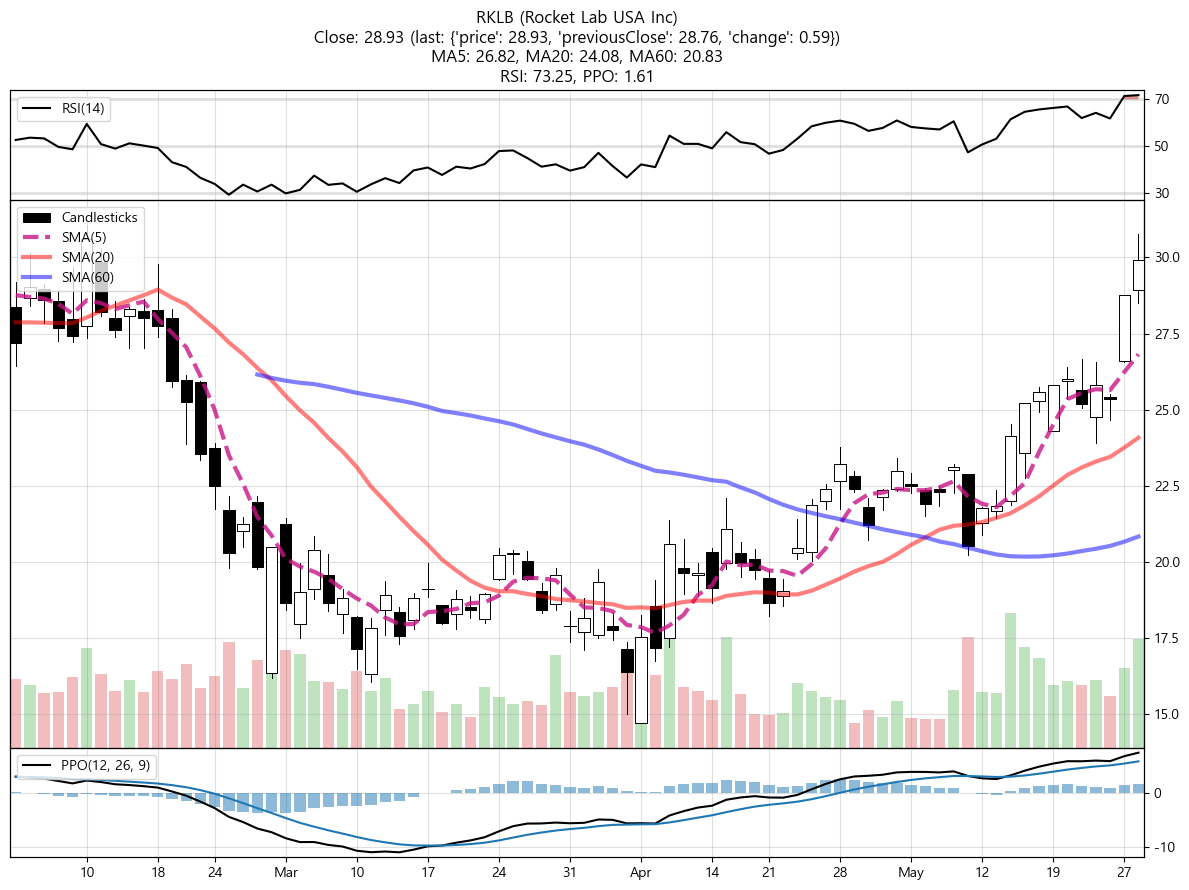 RKLB (Rocket Lab USA Inc)
Close: 28.93 (last: {'price': 28.93, 'previousClose': 28.76, 'change': 0.59})
MA5: 26.82, MA20: 24.08, MA60: 20.83
RSI: 73.25, PPO: 1.61
RSI(14)
70
50
30
Candlesticks
SMA(5)
SMA(20)
SMA(60)
30.0
27.5
25.0
22.5
20.0
17.5
15.0
PPO(12, 26, 9)
0
-10
10 18 24 Mar 10 17 24 31 Apr 14 21 28 May 12 19 27